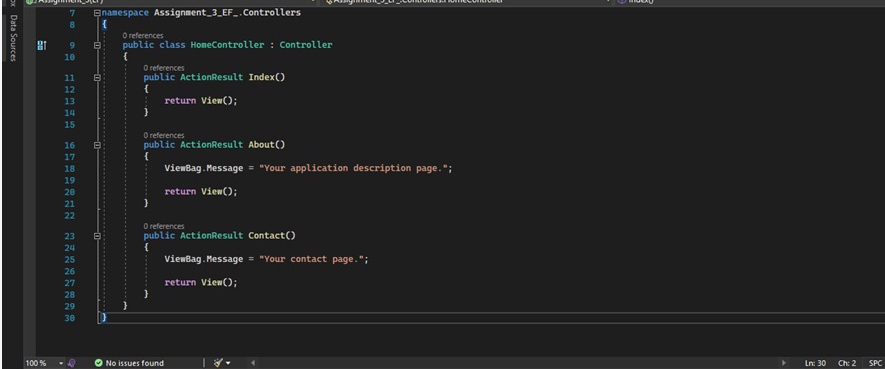 Data Sources
Assignment_3(EF) Assignment_3_EF_.Controllers.HomeController Index()
7 namespace Assignment_3_EF_.Controllers
8 {
0 references
9 public class HomeController : Controller
10 {
0 references
11 public ActionResult Index()
12 {
13 return View();
14 }
15
0 references
16 public ActionResult About()
17 {
18 ViewBag.Message = "Your application description page.";
19
20 return View();
21 }
22
0 references
23 public ActionResult Contact()
24 {
25 ViewBag.Message = "Your contact page.";
26
27 return View();
28 }
29 }
30 }
100 % No issues found Ln: 30 Ch: 2 SPC